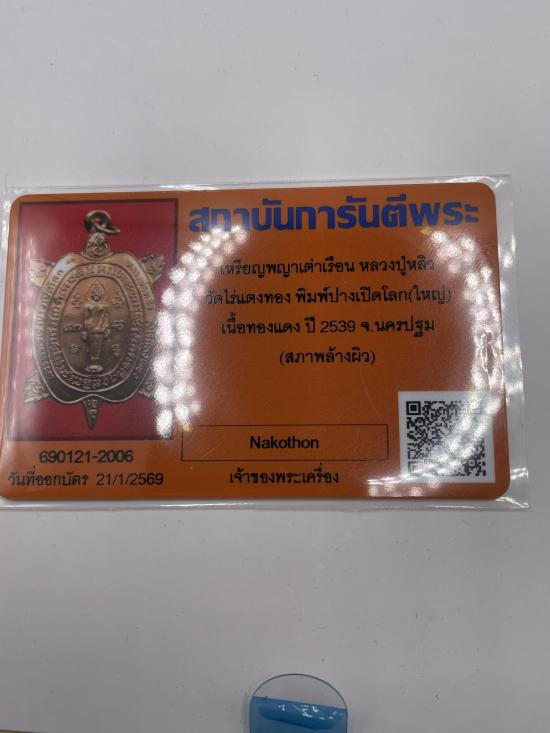 สถาบันการันตีพระ
เหรียญพญาเต่าเรือน หลวงปู่หลิว
วัดไร่แตงทอง พิมพ์ปางเปิดโลก(ใหญ่)
เนื้อทองแดง ปี 2539 จ.นครปฐม
(สภาพล้างผิว)
Nakothon
เจ้าของพระเครื่อง
690121-2006
วันที่ออกบัตร 21/1/2569